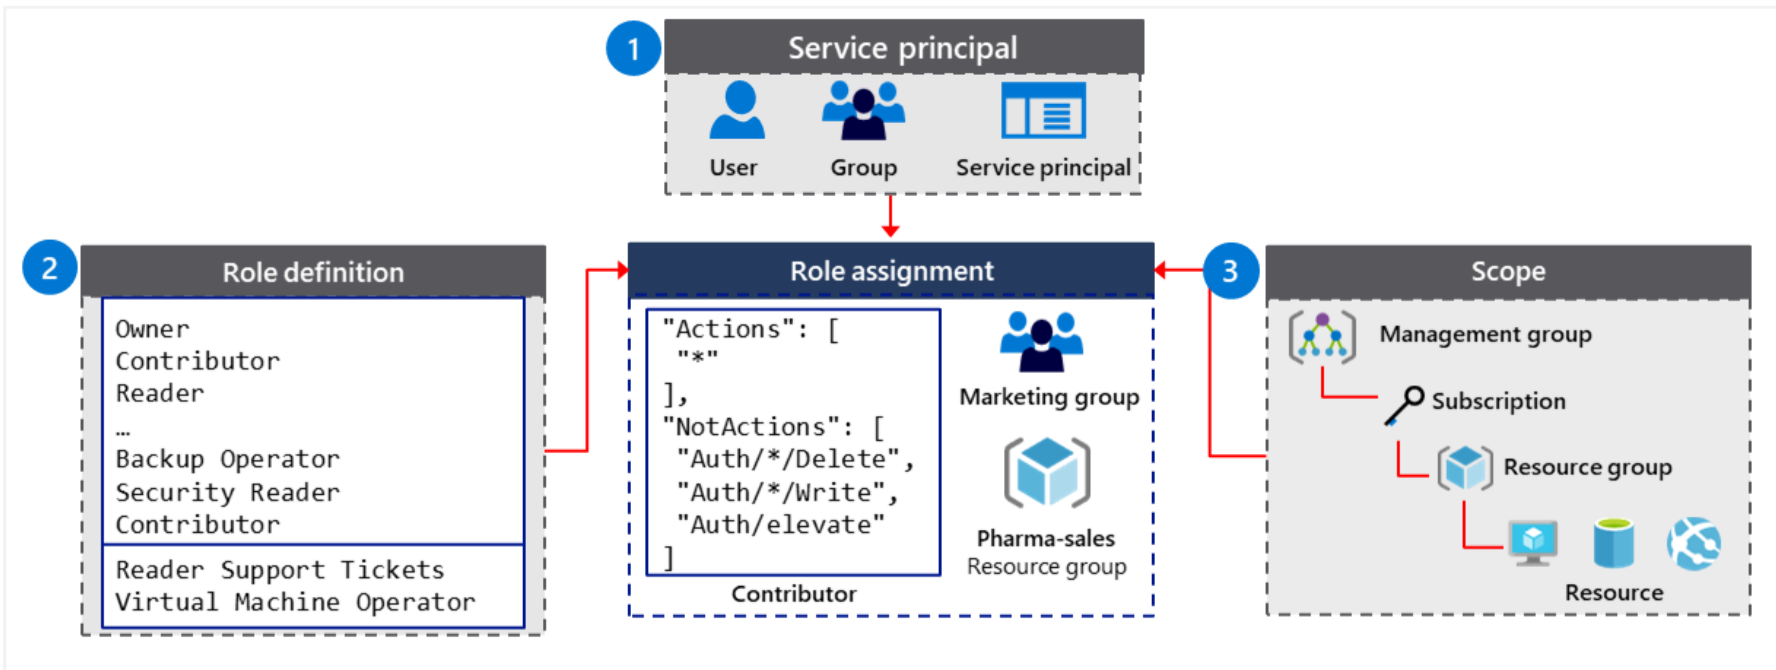 1
Service principal
User
Group
Service principal
2
Role definition
Owner
Contributor
Reader
…
Backup Operator
Security Reader
Contributor
Reader Support Tickets
Virtual Machine Operator
Role assignment
"Actions": [
"*"
],
"NotActions": [
"Auth/*/Delete",
"Auth/*/Write",
"Auth/elevate"
]
Contributor
Marketing group
Pharma-sales
Resource group
3
Scope
Management group
Subscription
Resource group
Resource